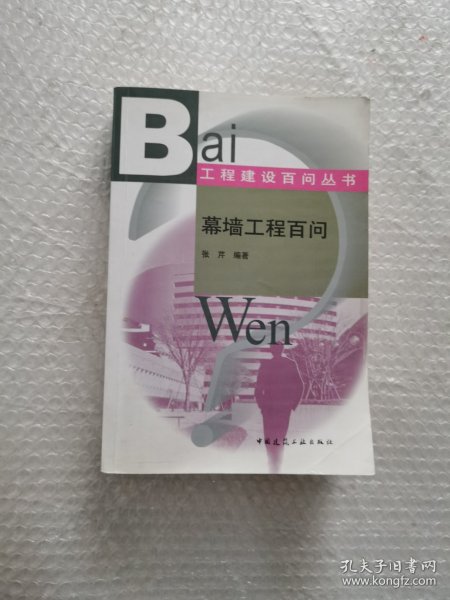 Bai
工程建设百问丛书
幕墙工程百问
张芹 编著
Wen
中国建筑工业出版社
孔夫子旧书网
www.kongfz.com